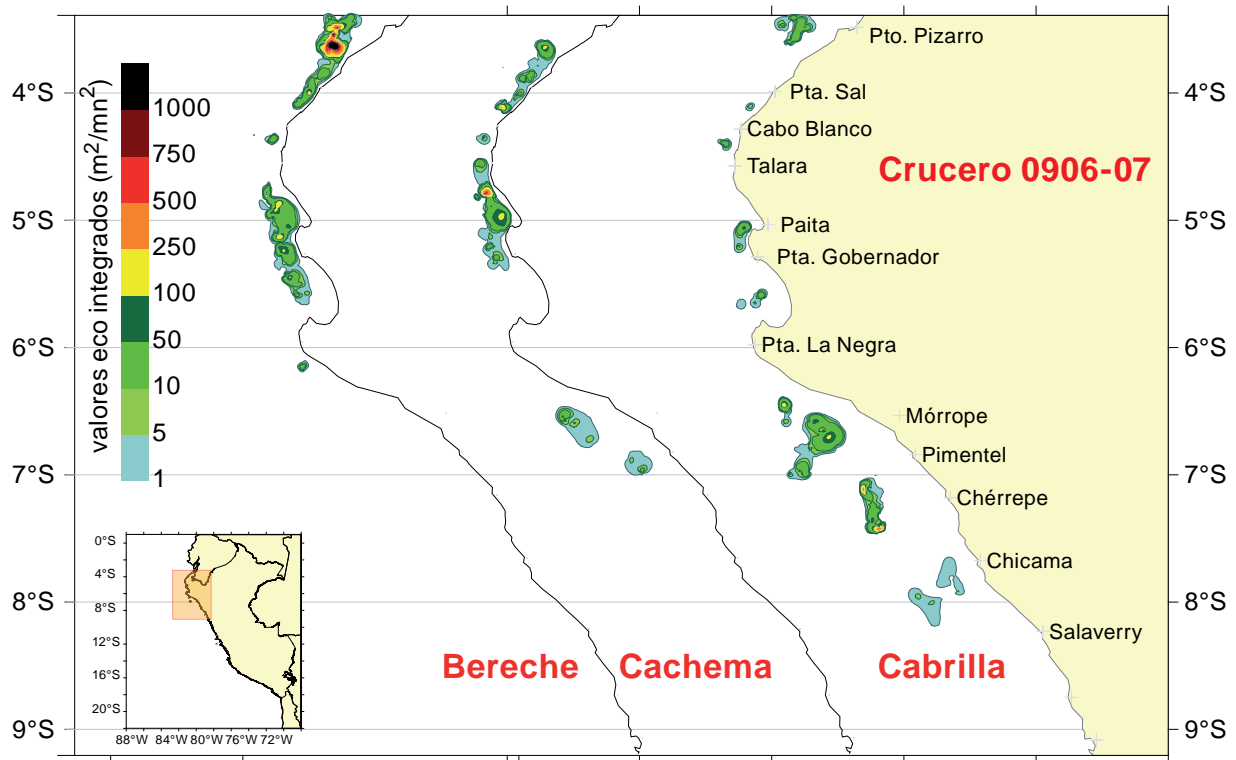 Pto. Pizarro
4°S
Pta. Sal
4°S
Cabo Blanco
Talara
Crucero 0906-07
5°S
Paita
5°S
Pta. Gobernador
6°S
Pta. La Negra
6°S
Mórrope
Pimentel
7°S
7°S
Chérrepe
Chicama
8°S
8°S
Salaverry
9°S
9°S
valores eco integrados (m²/mn²)
1000
750
500
250
100
50
10
5
1
Bereche
Cachema
Cabrilla
0°S
4°S
8°S
12°S
16°S
20°S
88°W 84°W 80°W 76°W 72°W